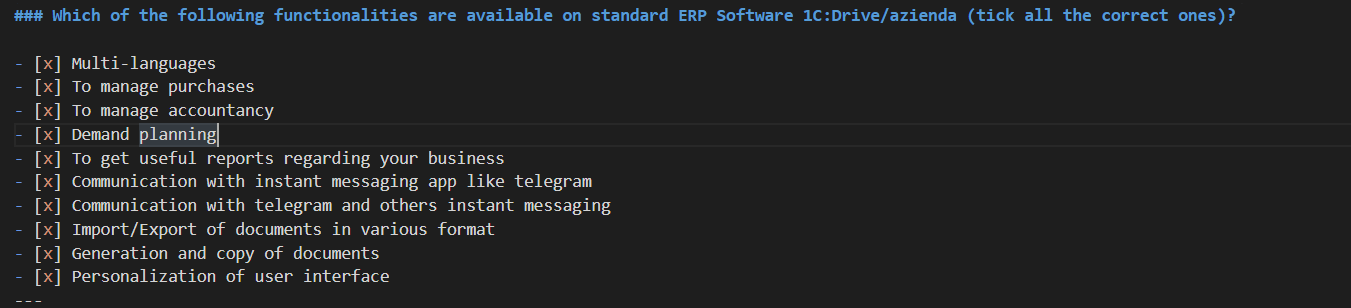 ### Which of the following functionalities are available on standard ERP Software 1C:Drive/azienda (tick all the correct ones)?
- [x] Multi-languages
- [x] To manage purchases
- [x] To manage accountancy
- [x] Demand planning
- [x] To get useful reports regarding your business
- [x] Communication with instant messaging app like telegram
- [x] Communication with telegram and others instant messaging
- [x] Import/Export of documents in various format
- [x] Generation and copy of documents
- [x] Personalization of user interface
---